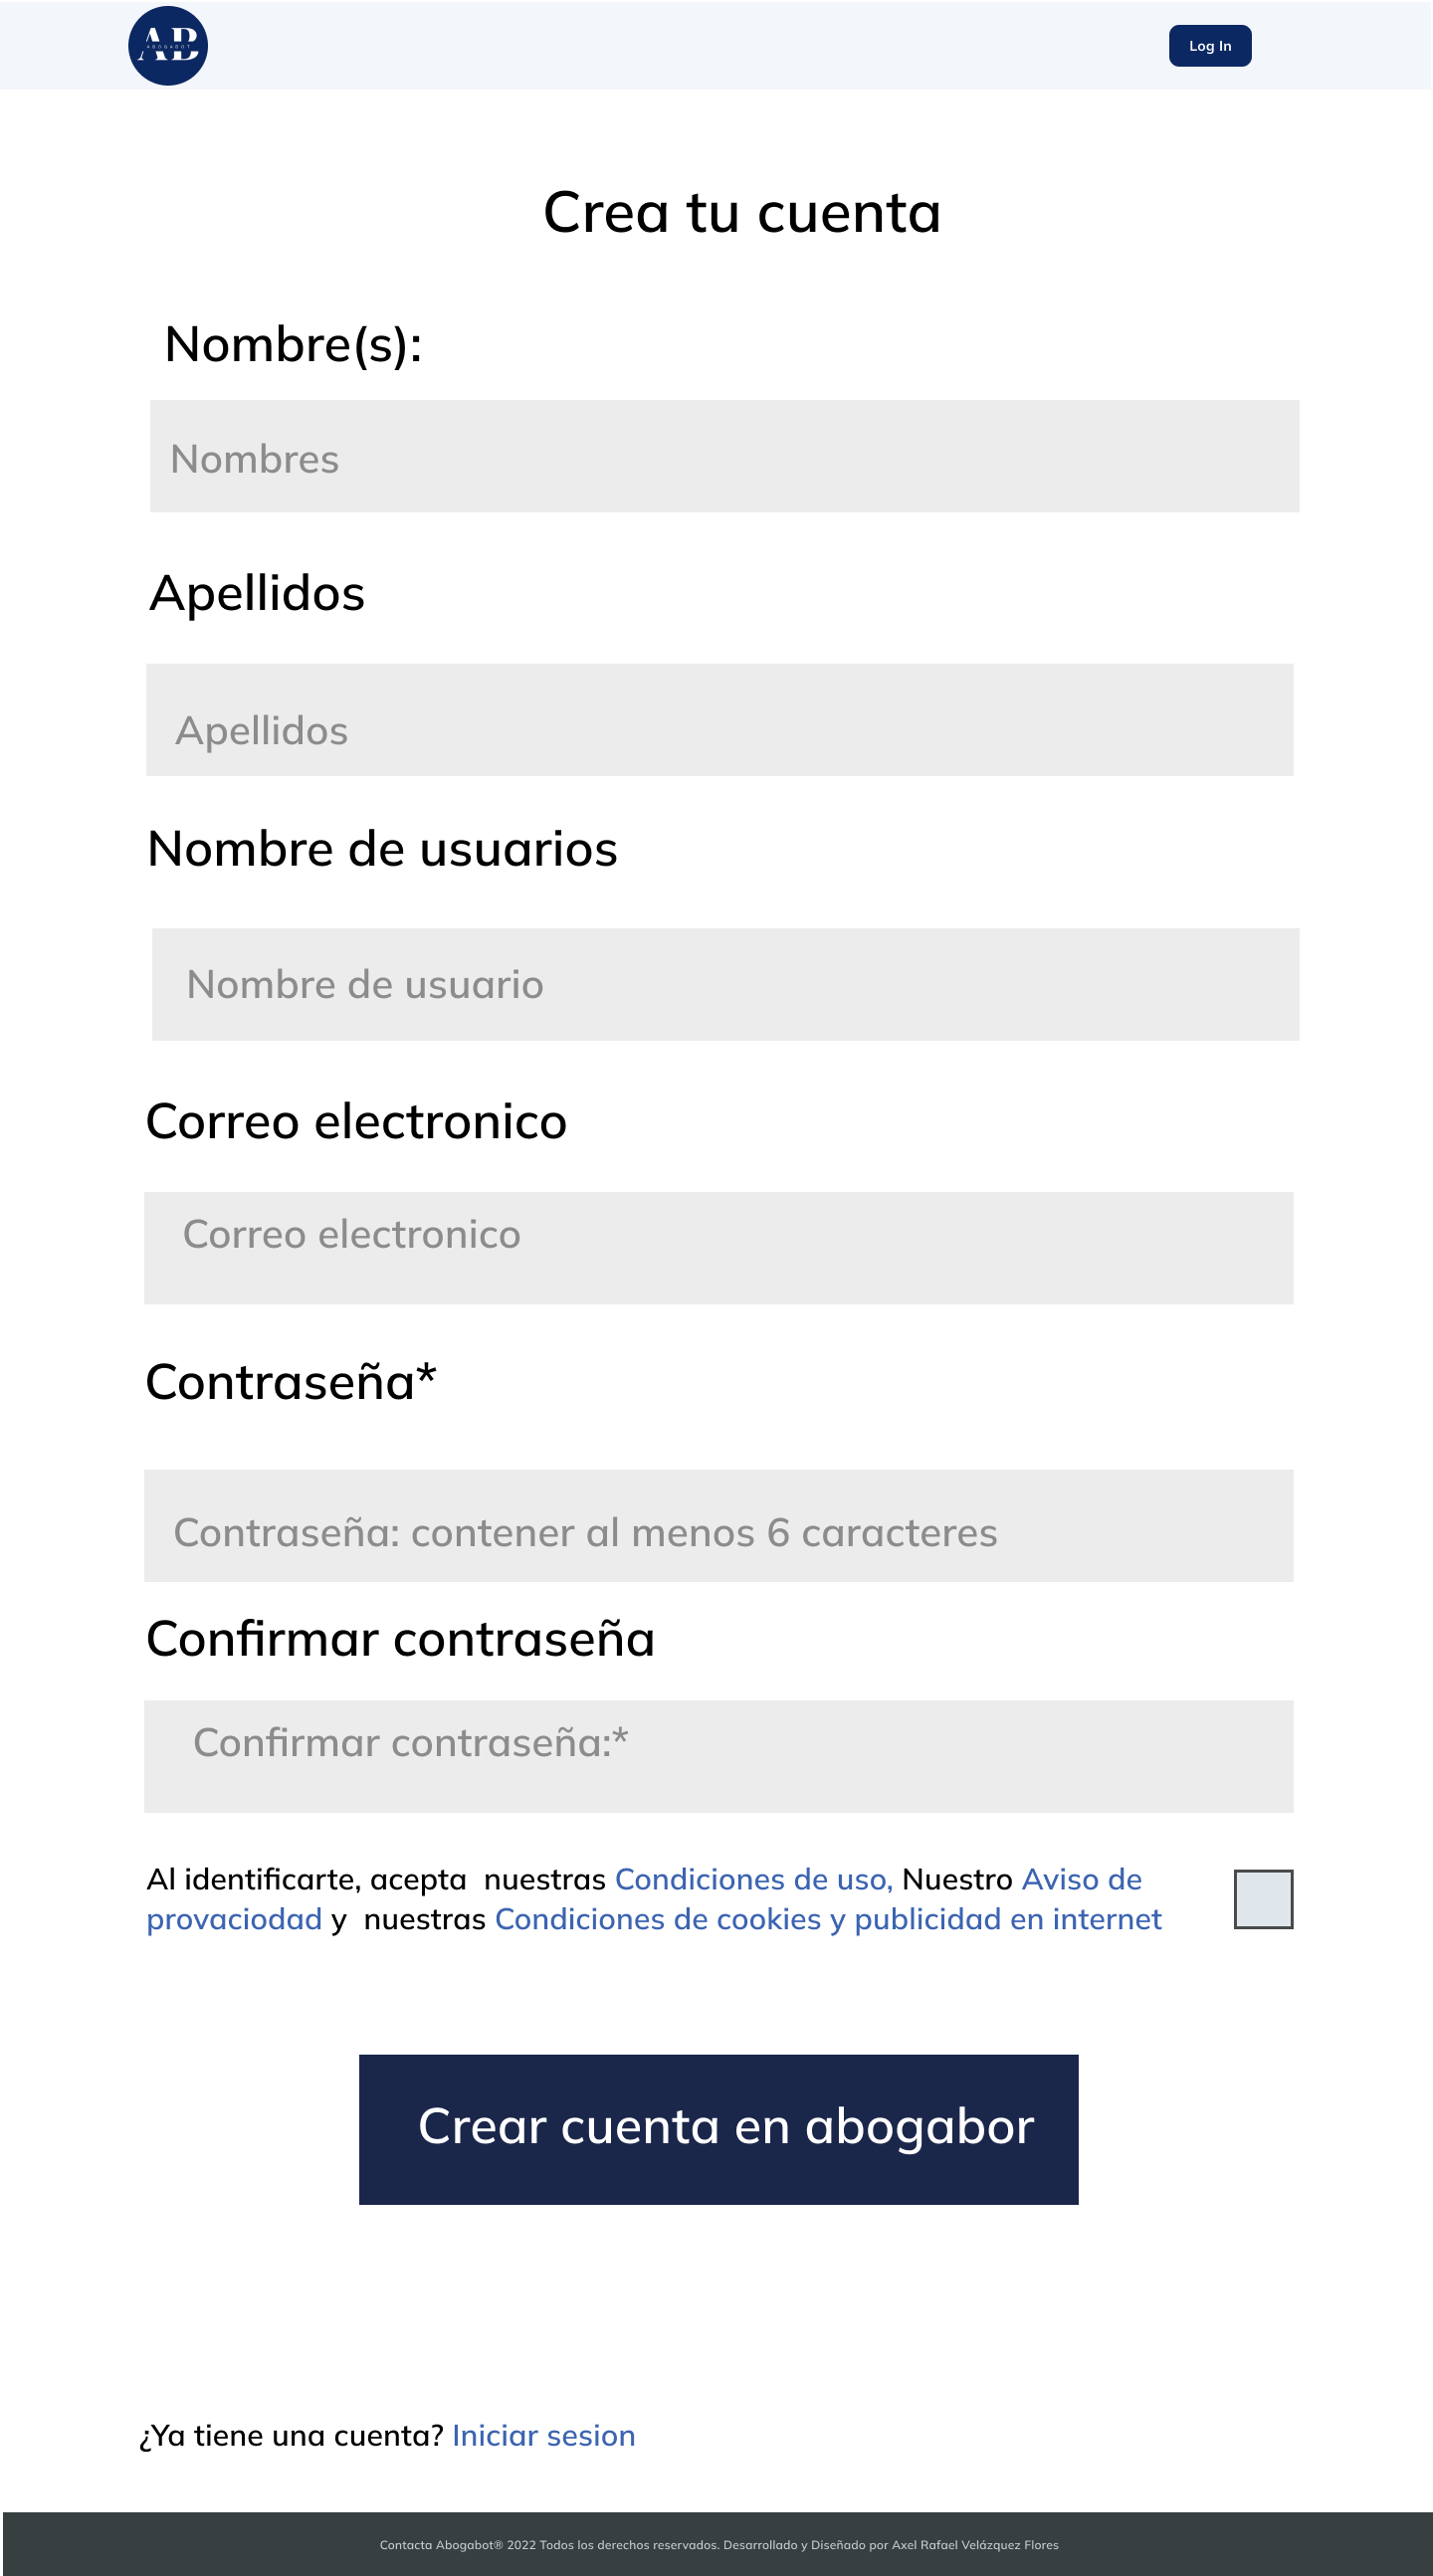 AB
ABOGABOT
Log In
Crea tu cuenta
Nombre(s):
Nombres
Apellidos
Apellidos
Nombre de usuarios
Nombre de usuario
Correo electronico
Correo electronico
Contraseña*
Contraseña: contener al menos 6 caracteres
Confirmar contraseña
Confirmar contraseña:*
Al identificarte, acepta  nuestras Condiciones de uso, Nuestro Aviso de
provaciodad y  nuestras Condiciones de cookies y publicidad en internet
Crear cuenta en abogabor
¿Ya tiene una cuenta? Iniciar sesion
Contacta Abogabot® 2022 Todos los derechos reservados. Desarrollado y Diseñado por Axel Rafael Velázquez Flores